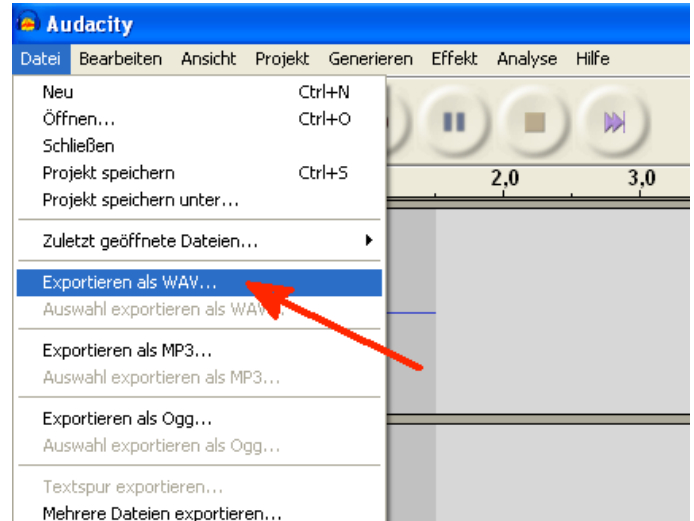 Audacity
Datei Bearbeiten Ansicht Projekt Generieren Effekt Analyse Hilfe
Neu Ctrl+N
Öffnen... Ctrl+O
Schließen
Projekt speichern Ctrl+S
Projekt speichern unter...
2,0 3,0
Zuletzt geöffnete Dateien...
Exportieren als WAV...
Auswahl exportieren als WAV...
Exportieren als MP3...
Auswahl exportieren als MP3...
Exportieren als Ogg...
Auswahl exportieren als Ogg...
Textspur exportieren...
Mehrere Dateien exportieren...